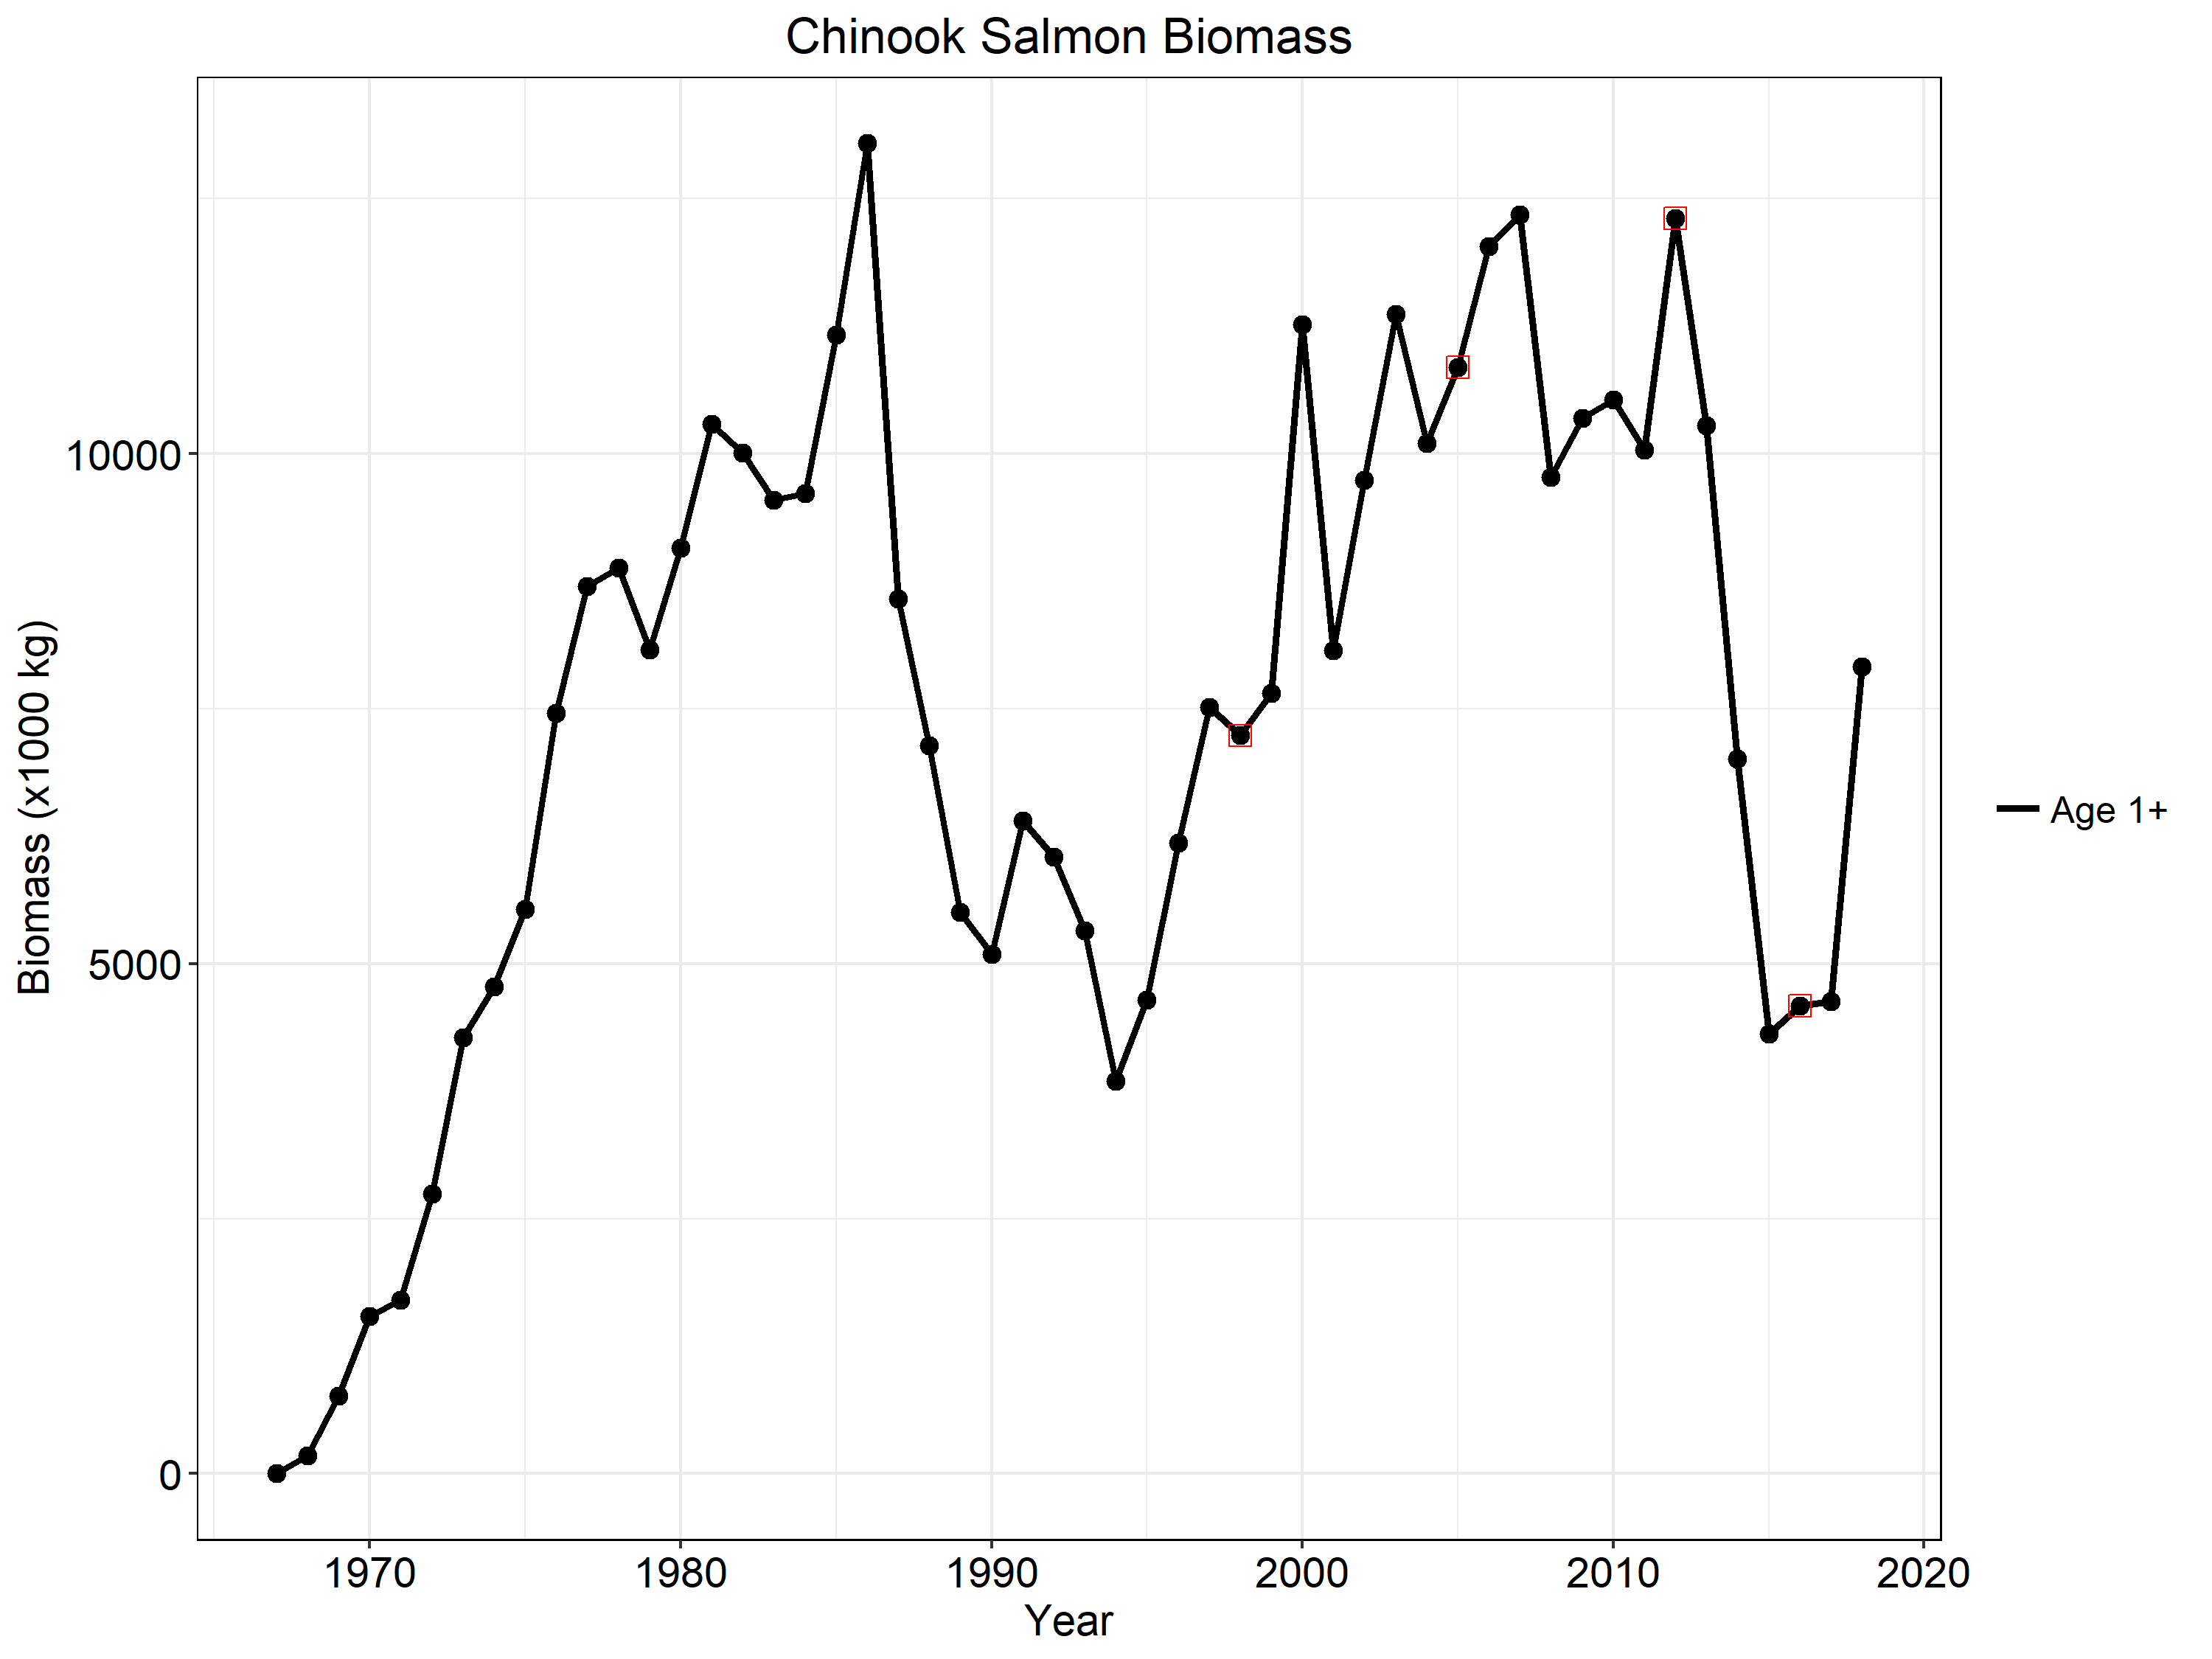 Chinook Salmon Biomass
Biomass (x1000 kg)
10000
5000
0
1970 1980 1990 2000 2010 2020
Year
Age 1+